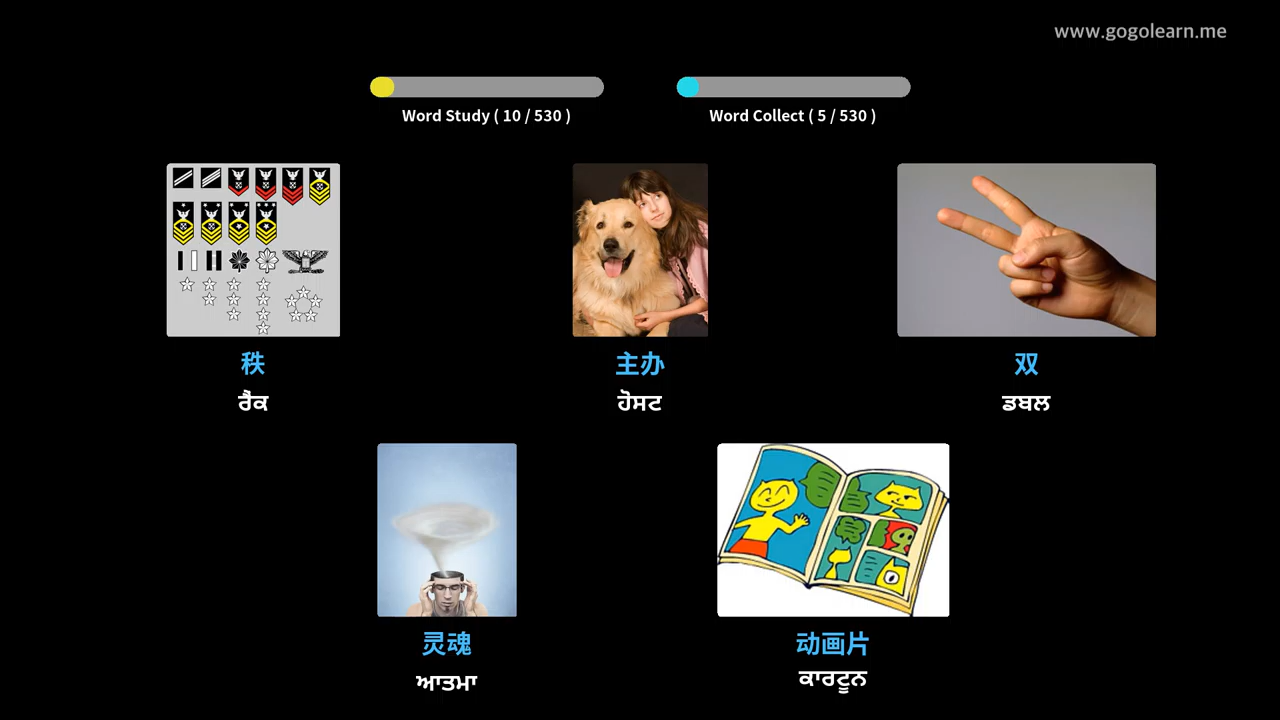 www.gogolearn.me
Word Study ( 10 / 530 )
Word Collect ( 5 / 530 )
秩
ਰੈਂਕ
主办
ਹੋਸਟ
双
ਡਬਲ
灵魂
ਆਤਮਾ
动画片
ਕਾਰਟੂਨ